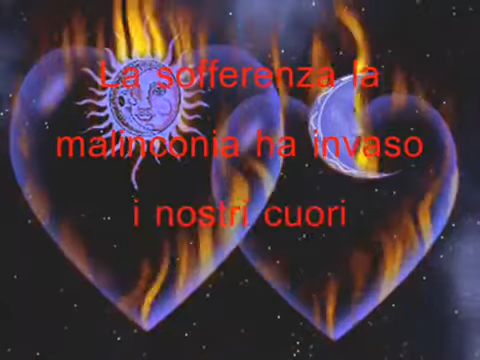 La sofferenza la
malinconia ha invaso
i nostri cuori